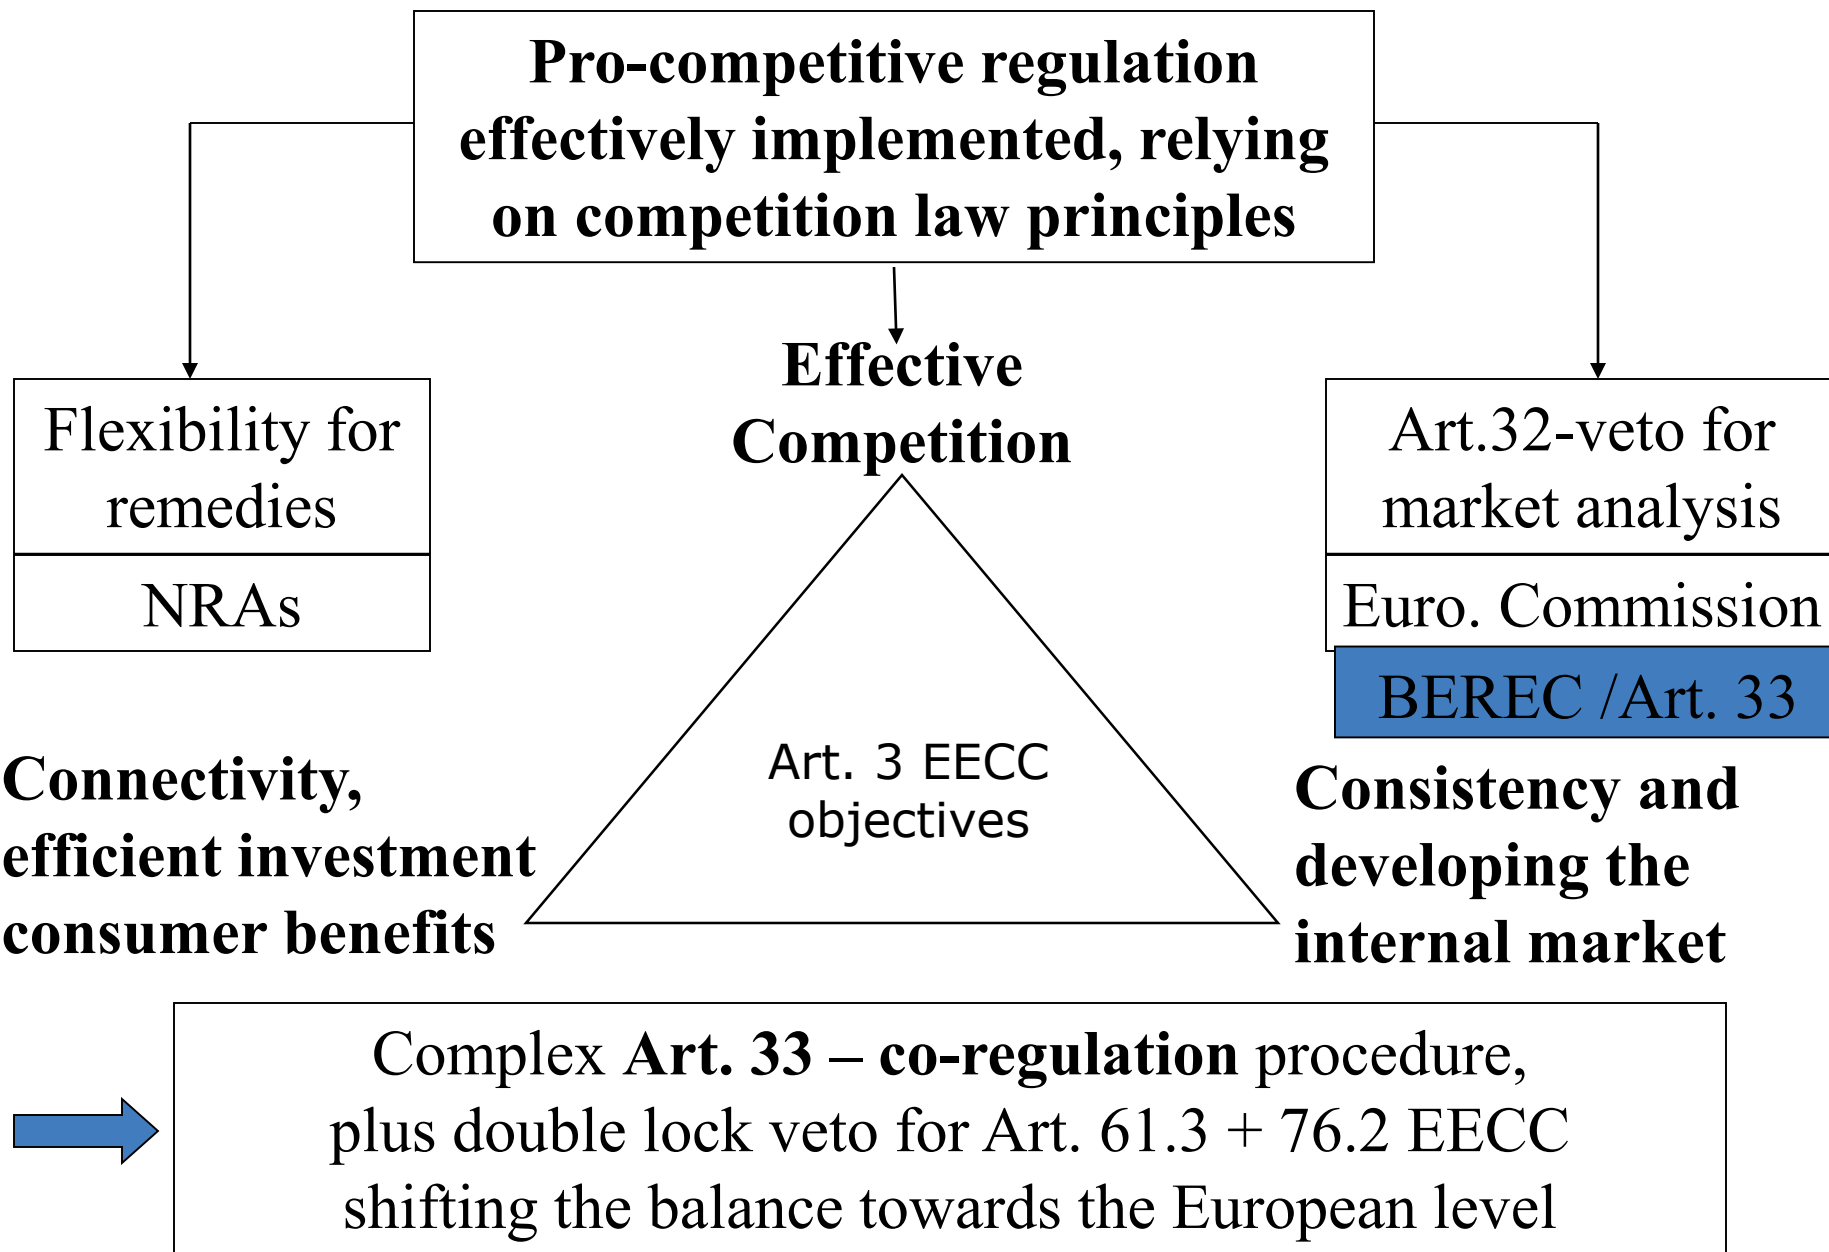 Pro-competitive regulation
effectively implemented, relying
on competition law principles
Effective
Competition
Flexibility for
remedies
NRAs
Art.32-veto for
market analysis
Euro. Commission
BEREC /Art. 33
Art. 3 EECC
objectives
Connectivity,
efficient investment
consumer benefits
Consistency and
developing the
internal market
Complex Art. 33 – co-regulation procedure,
plus double lock veto for Art. 61.3 + 76.2 EECC
shifting the balance towards the European level